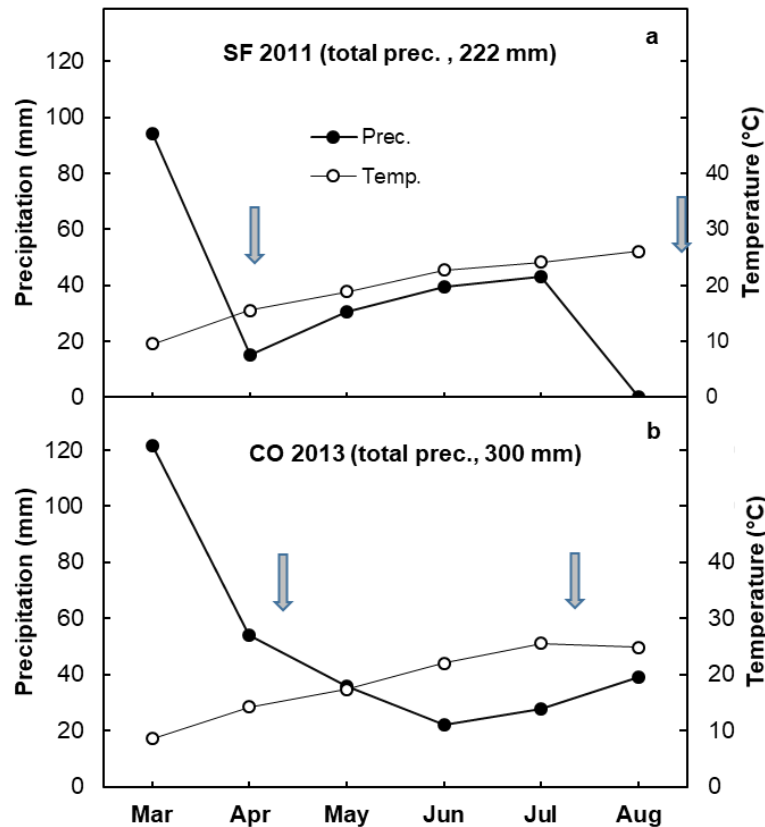 a
SF 2011 (total prec. , 222 mm)
Prec.
Temp.
Precipitation (mm)
120
100
80
60
40
20
0
Temperature (°C)
40
30
20
10
0
b
CO 2013 (total prec., 300 mm)
Precipitation (mm)
120
100
80
60
40
20
0
Temperature (°C)
40
30
20
10
0
Mar Apr May Jun Jul Aug